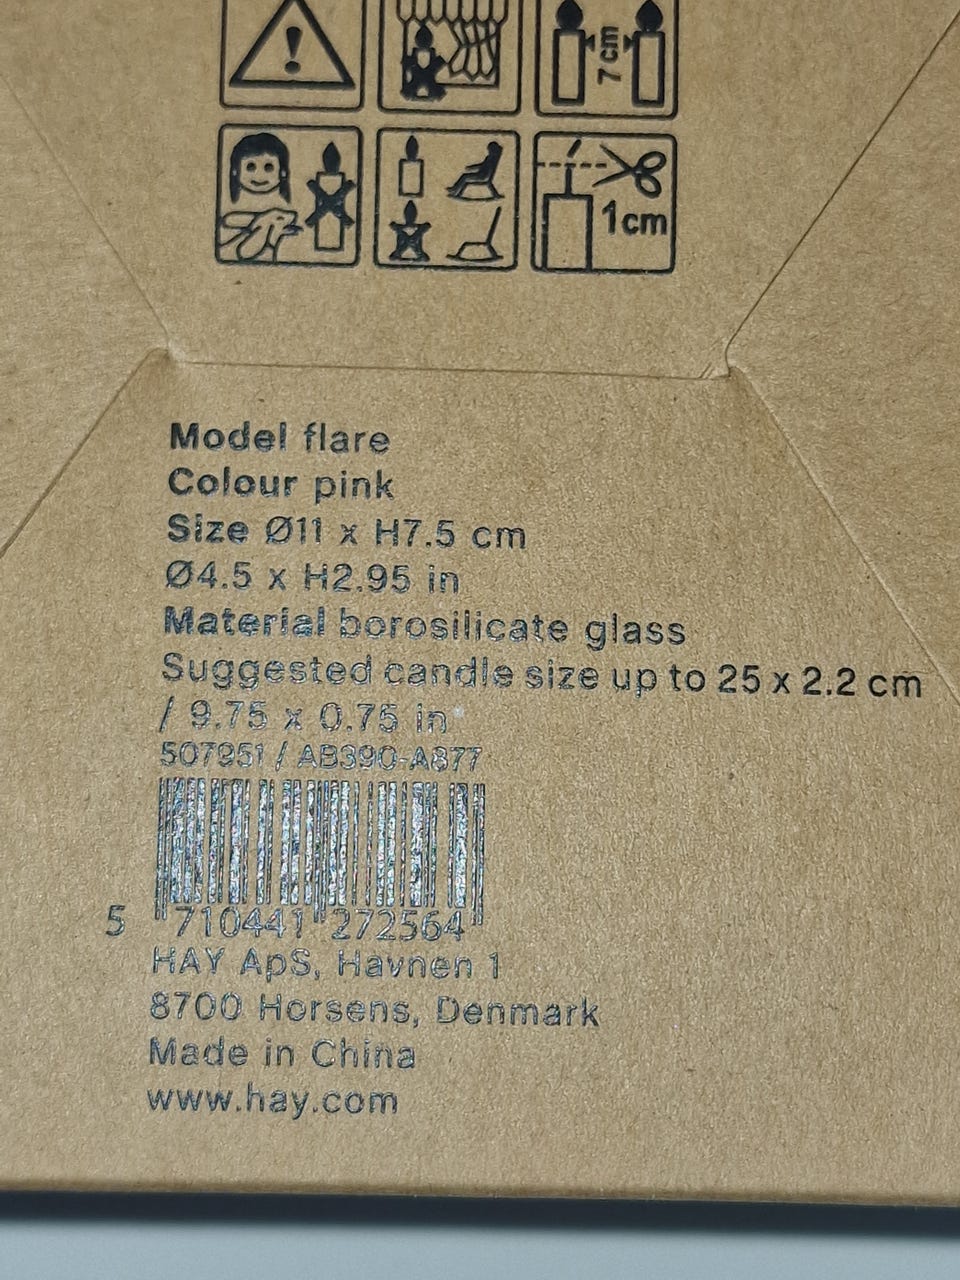 7cm
1cm
Model flare
Colour pink
Size Ø11 x H7.5 cm
Ø4.5 x H2.95 in
Material borosilicate glass
Suggested candle size up to 25 x 2.2 cm
/ 9.75 x 0.75 in
507951 / AB390-A877
5 710441 272564
HAY ApS, Havnen 1
8700 Horsens, Denmark
Made in China
www.hay.com